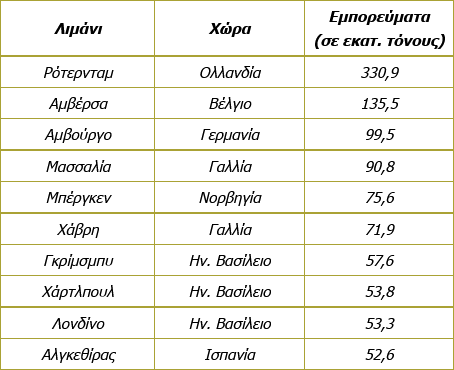 Λιμάνι Χώρα Εμπορεύματα (σε εκατ. τόνους)
Ρότερνταμ Ολλανδία 330,9
Αμβέρσα Βέλγιο 135,5
Αμβούργο Γερμανία 99,5
Μασσαλία Γαλλία 90,8
Μπέργκεν Νορβηγία 75,6
Χάβρη Γαλλία 71,9
Γκρίμσμπυ Ην. Βασίλειο 57,6
Χάρτλπουλ Ην. Βασίλειο 53,8
Λονδίνο Ην. Βασίλειο 53,3
Αλγκεθίρας Ισπανία 52,6